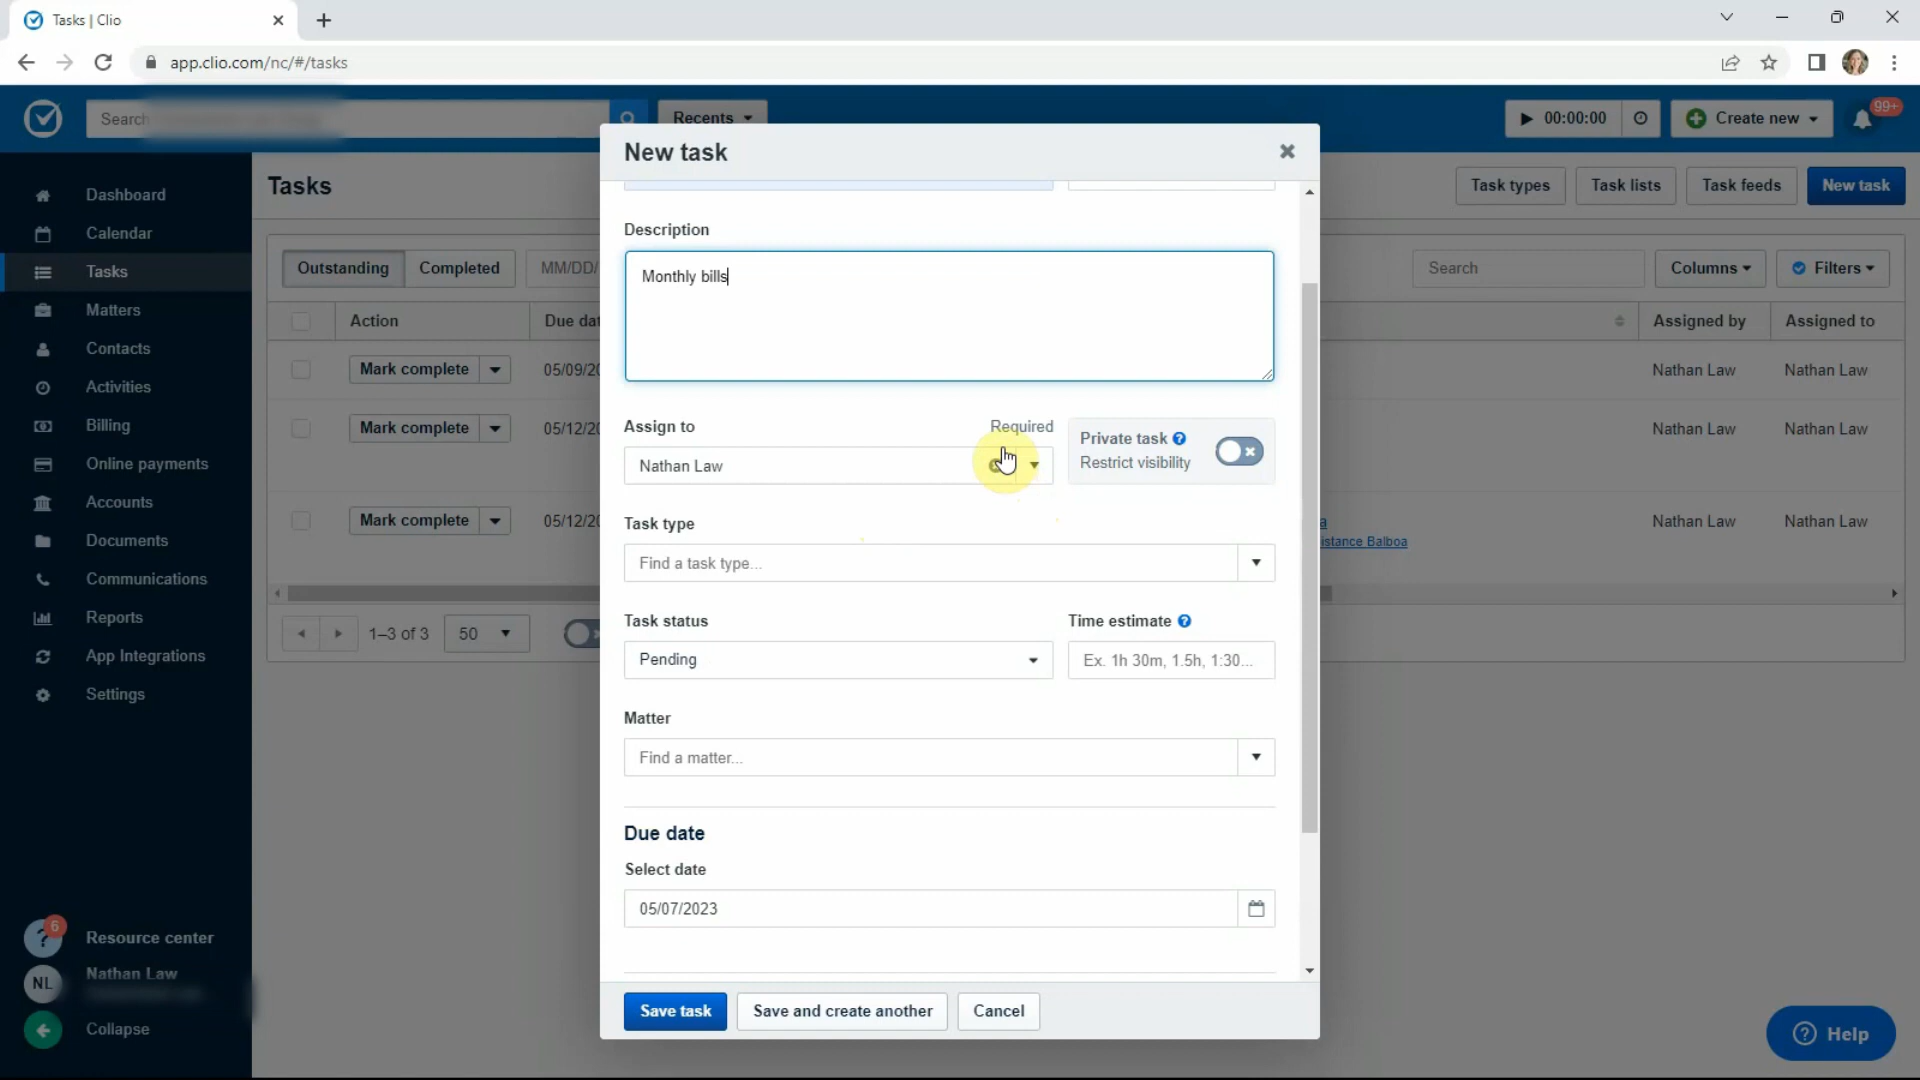 Tasks | Clio
app.clio.com/nc/#/tasks
Search
Recents
00:00:00
Create new
99+
New task
Tasks
Task types
Task lists
Task feeds
New task
Dashboard
Calendar
Tasks
Matters
Contacts
Activities
Billing
Online payments
Accounts
Documents
Communications
Reports
App Integrations
Settings
6
?
Resource center
NL
Nathan Law
Collapse
Outstanding
Completed
MM/DD/
Search
Columns
Filters
Action
Due dat
Assigned by
Assigned to
Mark complete
05/09/20
Nathan Law
Nathan Law
Mark complete
05/12/20
Nathan Law
Nathan Law
Mark complete
05/12/20
a
istance Balboa
Nathan Law
Nathan Law
1–3 of 3
50
Description
Monthly bills
Assign to
Required
Nathan Law
Private task ?
Restrict visibility
Task type
Find a task type...
Task status
Pending
Time estimate ?
Ex. 1h 30m, 1.5h, 1:30...
Matter
Find a matter...
Due date
Select date
05/07/2023
Save task
Save and create another
Cancel
? Help